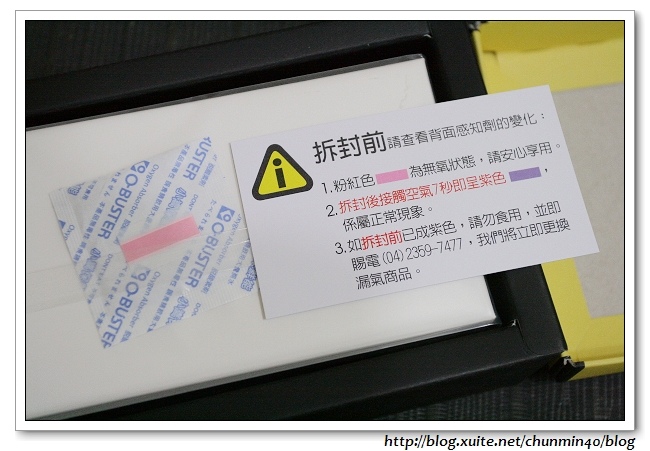 拆封前請查看背面感知劑的變化：
1.粉紅色 為無氧狀態，請安心享用。
2.拆封後接觸空氣7秒即呈紫色 ，
係屬正常現象。
3.如拆封前已成紫色，請勿食用，並即
賜電(04)2359-7477，我們將立即更換
漏氣商品。
O-BUSTER
Oxygen Absorber
http://blog.xuite.net/chunmin40/blog